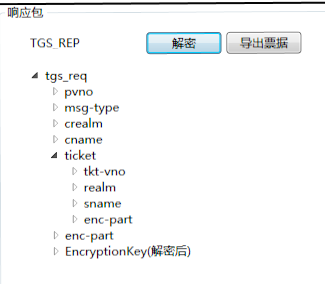 响应包
TGS_REP 解密 导出票据
tgs_req
pvno
msg-type
crealm
cname
ticket
tkt-vno
realm
sname
enc-part
enc-part
EncryptionKey(解密后)